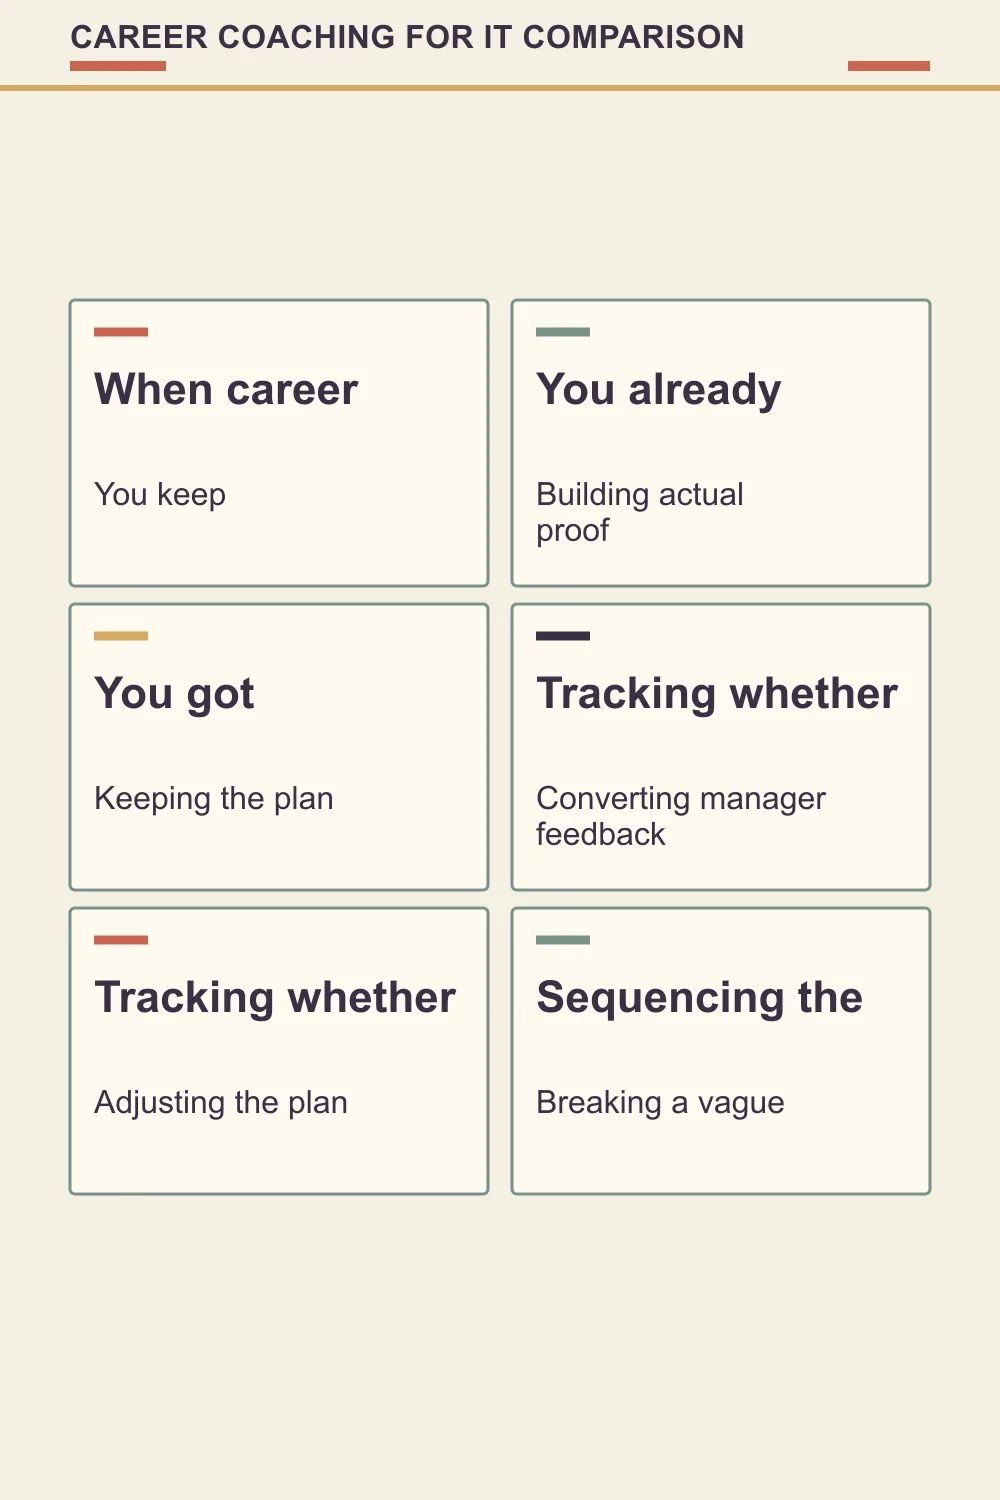 CAREER COACHING FOR IT COMPARISON
When career
You keep
You already
Building actual
proof
You got
Keeping the plan
Tracking whether
Converting manager
feedback
Tracking whether
Adjusting the plan
Sequencing the
Breaking a vague